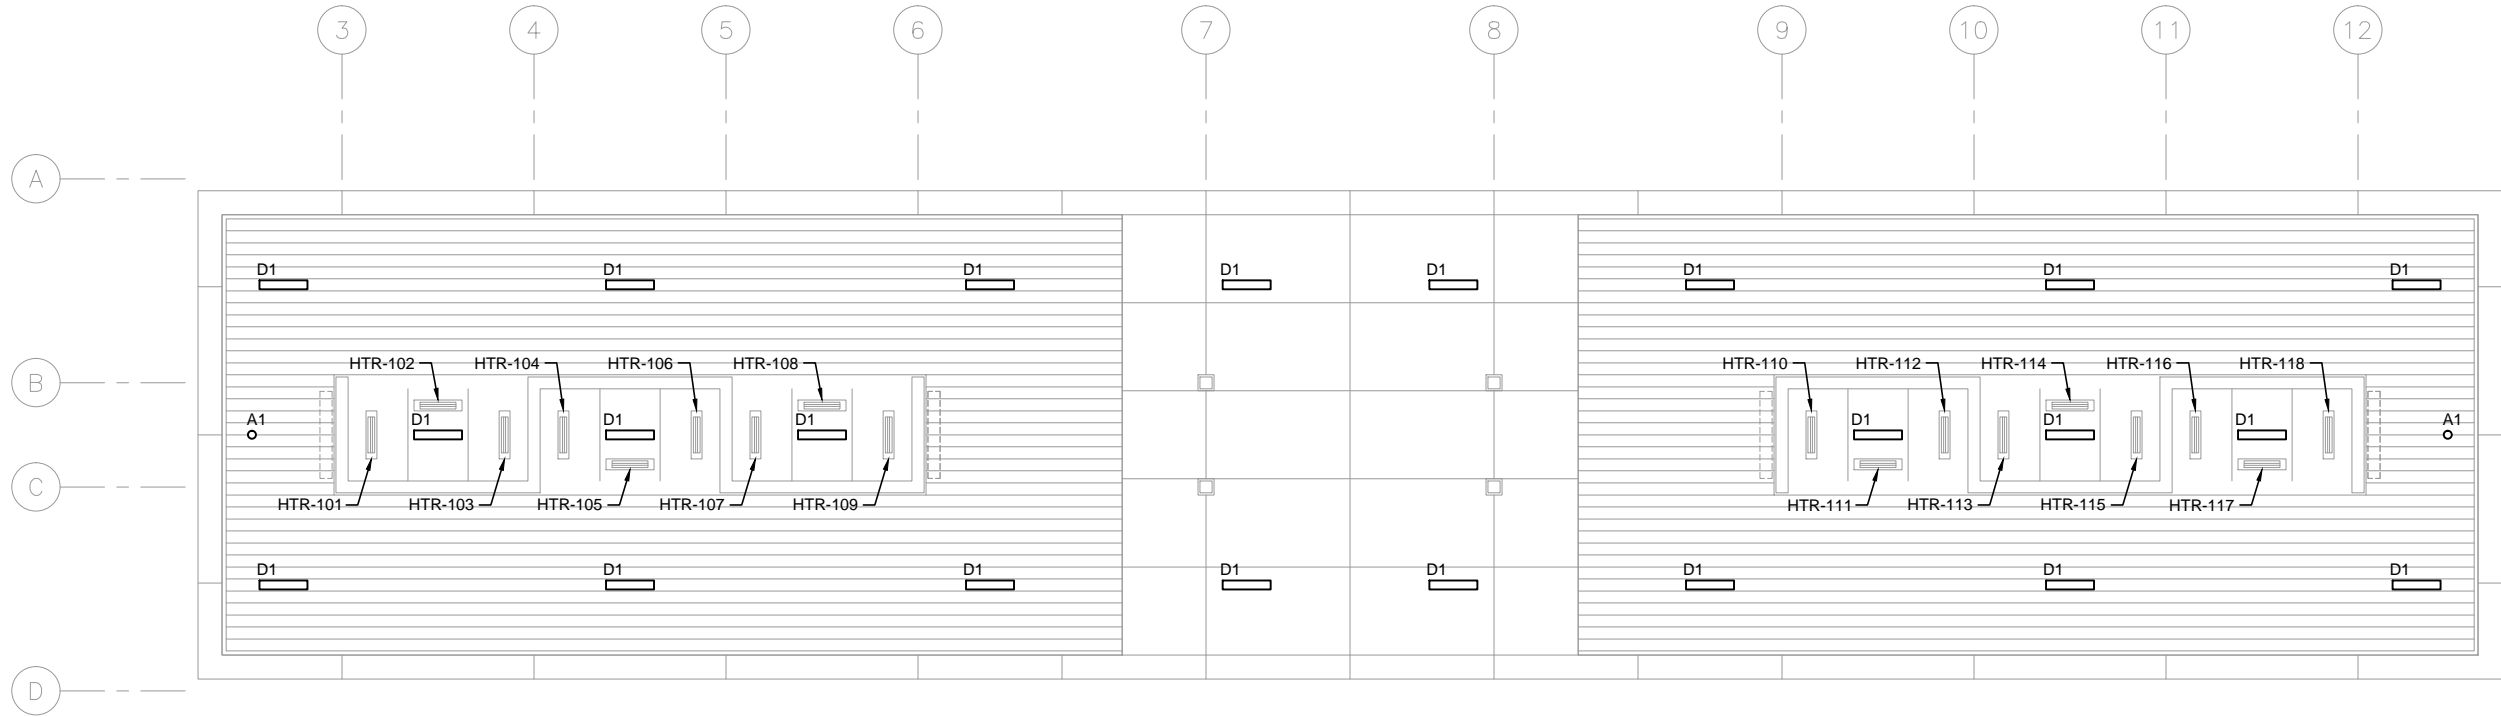 3 4 5 6 7 8 9 10 11 12
A
D1 D1 D1 D1 D1 D1 D1 D1
B
HTR-102 HTR-104 HTR-106 HTR-108 HTR-110 HTR-112 HTR-114 HTR-116 HTR-118
A1 D1 D1 D1 D1 D1 D1 A1
C
HTR-101 HTR-103 HTR-105 HTR-107 HTR-109 HTR-111 HTR-113 HTR-115 HTR-117
D1 D1 D1 D1 D1 D1 D1 D1
D